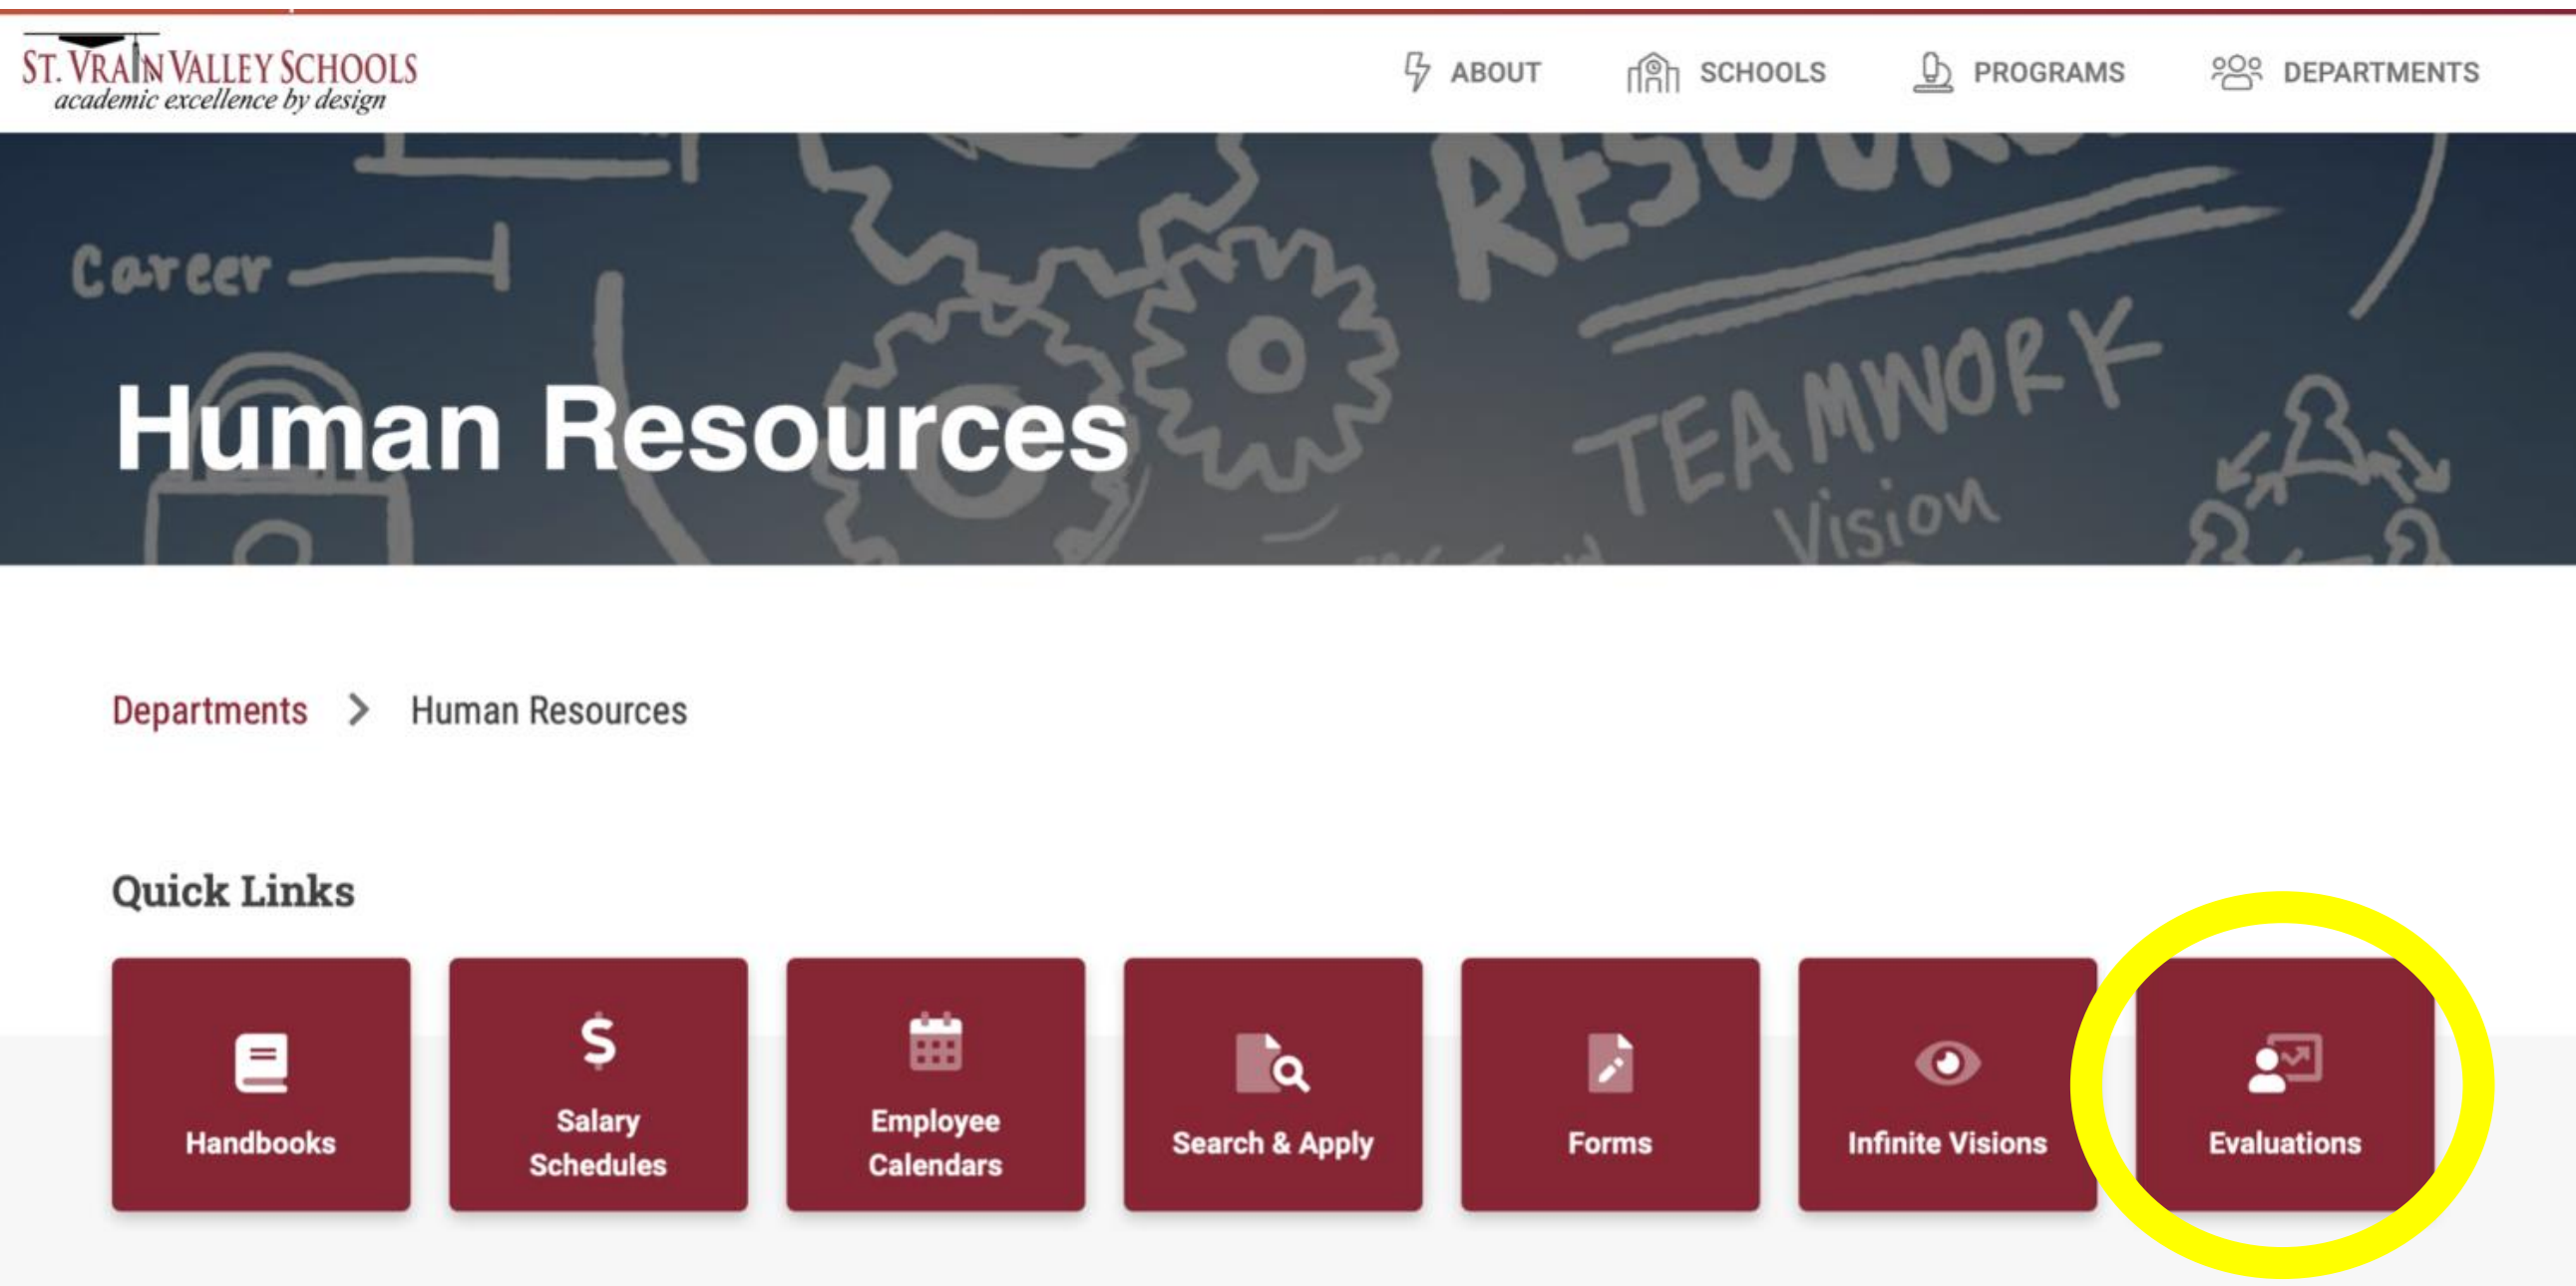 ST. VRAIN VALLEY SCHOOLS
academic excellence by design
ABOUT
SCHOOLS
PROGRAMS
DEPARTMENTS
Career
TEAMWORK
Vision
Human Resources
Departments > Human Resources
Quick Links
Handbooks
Salary
Schedules
Employee
Calendars
Search & Apply
Forms
Infinite Visions
Evaluations